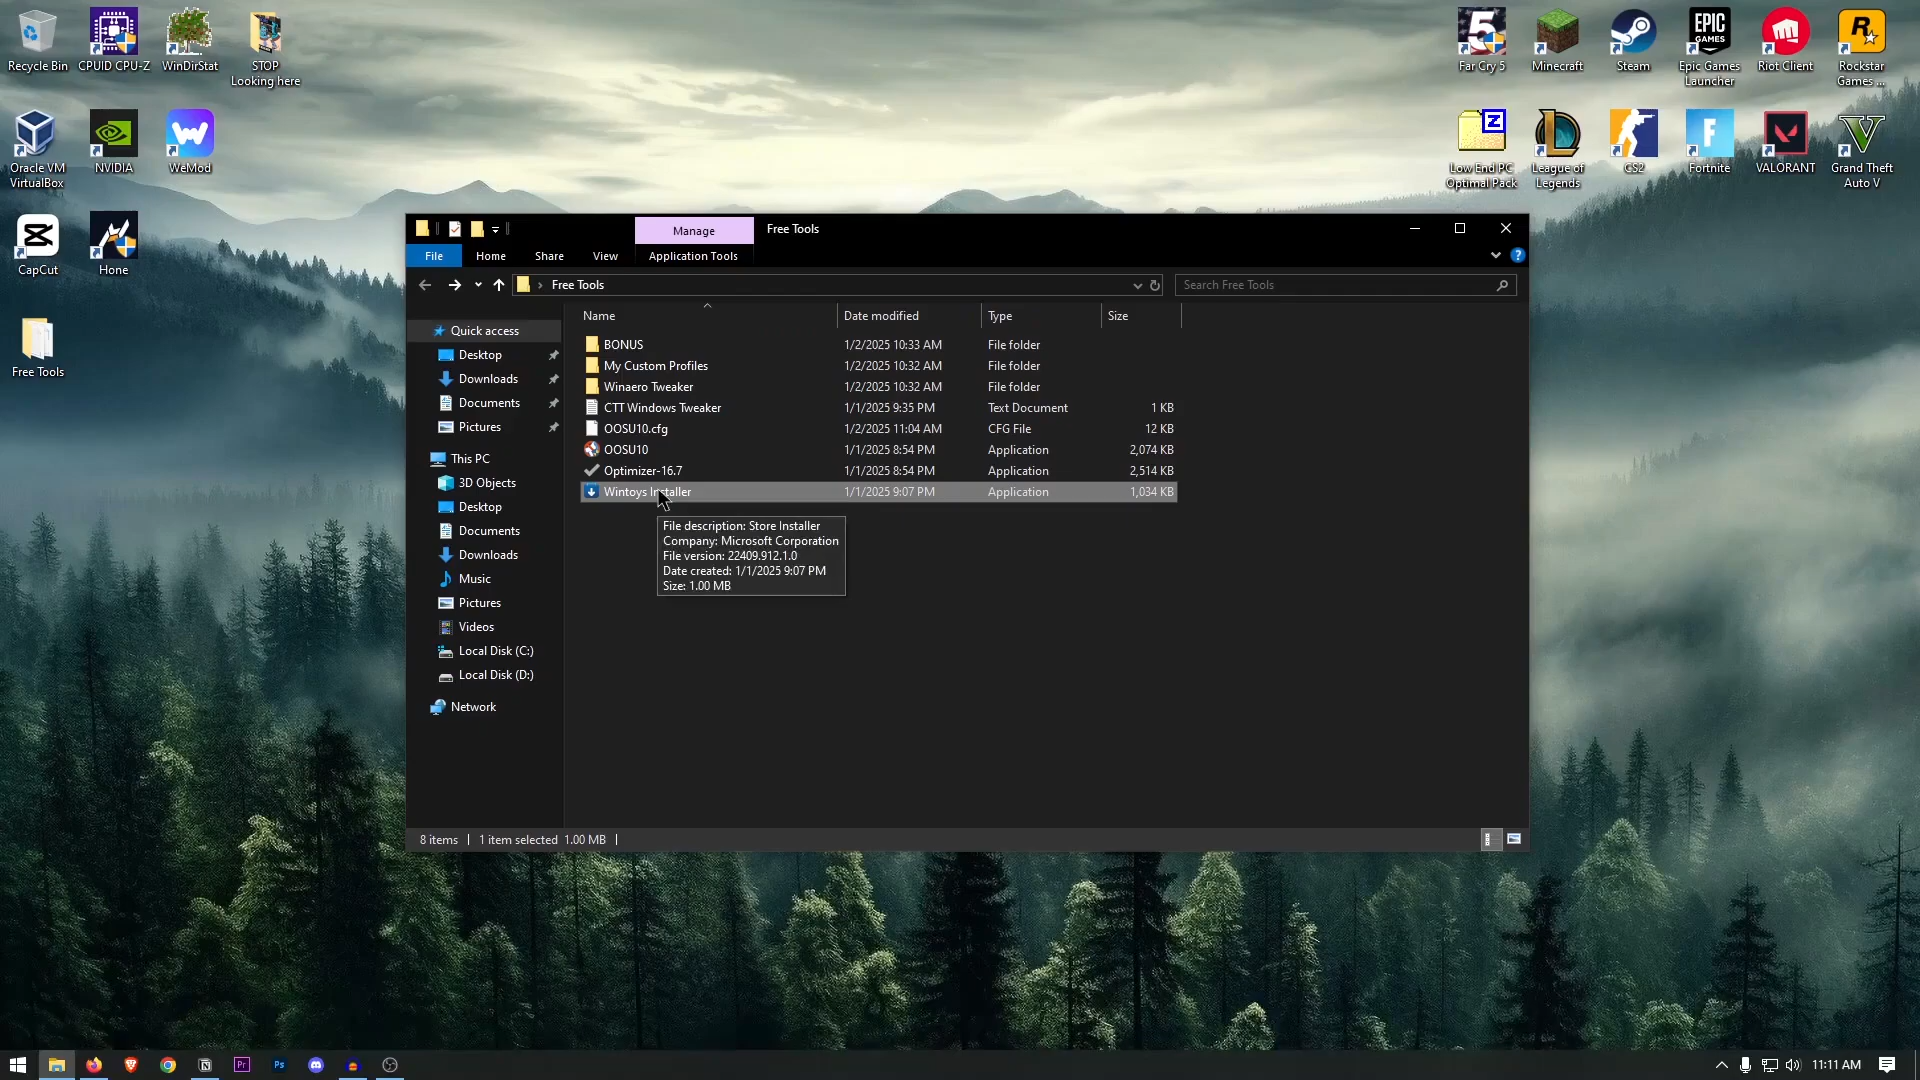 Recycle Bin
CPUID CPU-Z
WinDirStat
STOP
Looking here
Far Cry 5
Minecraft
Steam
Epic Games
Launcher
Riot Client
Rockstar
Games ...
Oracle VM
VirtualBox
NVIDIA
WeMod
Low End PC
Optimal Pack
League of
Legends
CS2
Fortnite
VALORANT
Grand Theft
Auto V
CapCut
Hone
Free Tools
Manage
Free Tools
File
Home
Share
View
Application Tools
Free Tools
Search Free Tools
Name
Date modified
Type
Size
Quick access
Desktop
Downloads
Documents
Pictures
This PC
3D Objects
Desktop
Documents
Downloads
Music
Pictures
Videos
Local Disk (C:)
Local Disk (D:)
Network
BONUS 1/2/2025 10:33 AM File folder
My Custom Profiles 1/2/2025 10:32 AM File folder
Winaero Tweaker 1/2/2025 10:32 AM File folder
CTT Windows Tweaker 1/1/2025 9:35 PM Text Document 1 KB
OOSU10.cfg 1/2/2025 11:04 AM CFG File 12 KB
OOSU10 1/1/2025 8:54 PM Application 2,074 KB
Optimizer-16.7 1/1/2025 8:54 PM Application 2,514 KB
Wintoys Installer 1/1/2025 9:07 PM Application 1,034 KB
File description: Store Installer
Company: Microsoft Corporation
File version: 22409.912.1.0
Date created: 1/1/2025 9:07 PM
Size: 1.00 MB
8 items
1 item selected 1.00 MB
11:11 AM